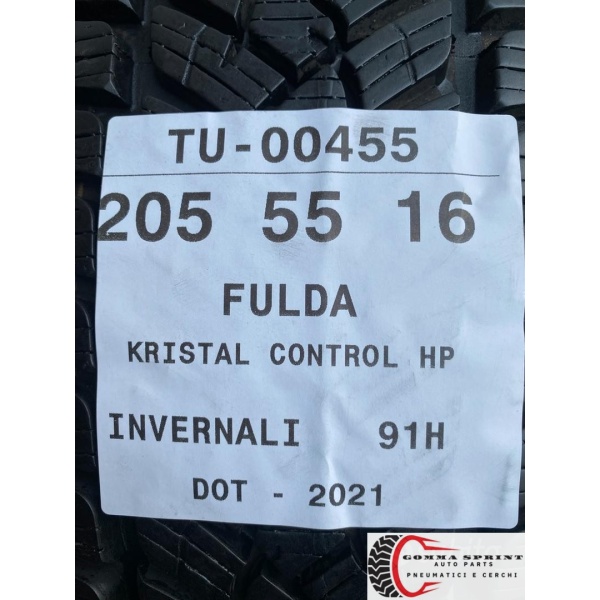 TU-00455
205 55 16
FULDA
KRISTAL CONTROL HP
INVERNALI 91H
DOT - 2021
GOMMA SPRINT
AUTO PARTS
PNEUMATICI E CERCHI